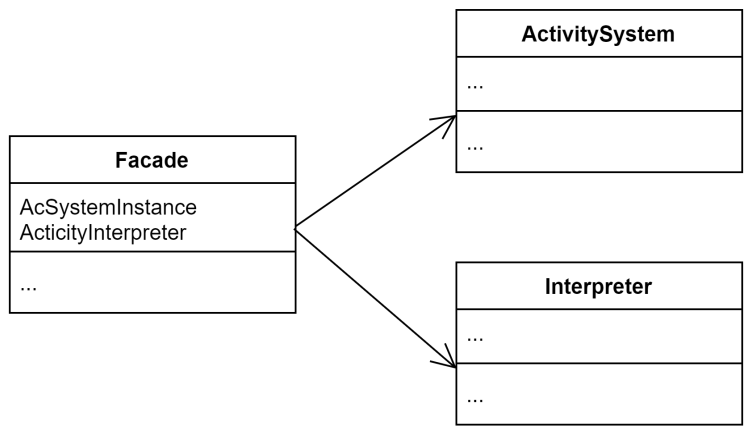 ActivitySystem
...
...
Facade
AcSystemInstance
ActicityInterpreter
...
Interpreter
...
...